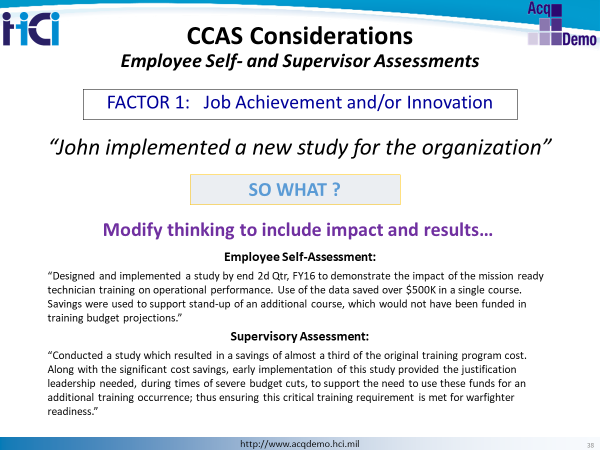 HCi
Acq
Demo
CCAS Considerations
Employee Self- and Supervisor Assessments
FACTOR 1: Job Achievement and/or Innovation
“John implemented a new study for the organization”
SO WHAT ?
Modify thinking to include impact and results…
Employee Self-Assessment:
“Designed and implemented a study by end 2d Qtr, FY16 to demonstrate the impact of the mission ready
technician training on operational performance. Use of the data saved over $500K in a single course.
Savings were used to support stand-up of an additional course, which would not have been funded in
training budget projections.”
Supervisory Assessment:
“Conducted a study which resulted in a savings of almost a third of the original training program cost.
Along with the significant cost savings, early implementation of this study provided the justification
leadership needed, during times of severe budget cuts, to support the need to use these funds for an
additional training occurrence; thus ensuring this critical training requirement is met for warfighter
readiness.”
http://www.acqdemo.hci.mil
38